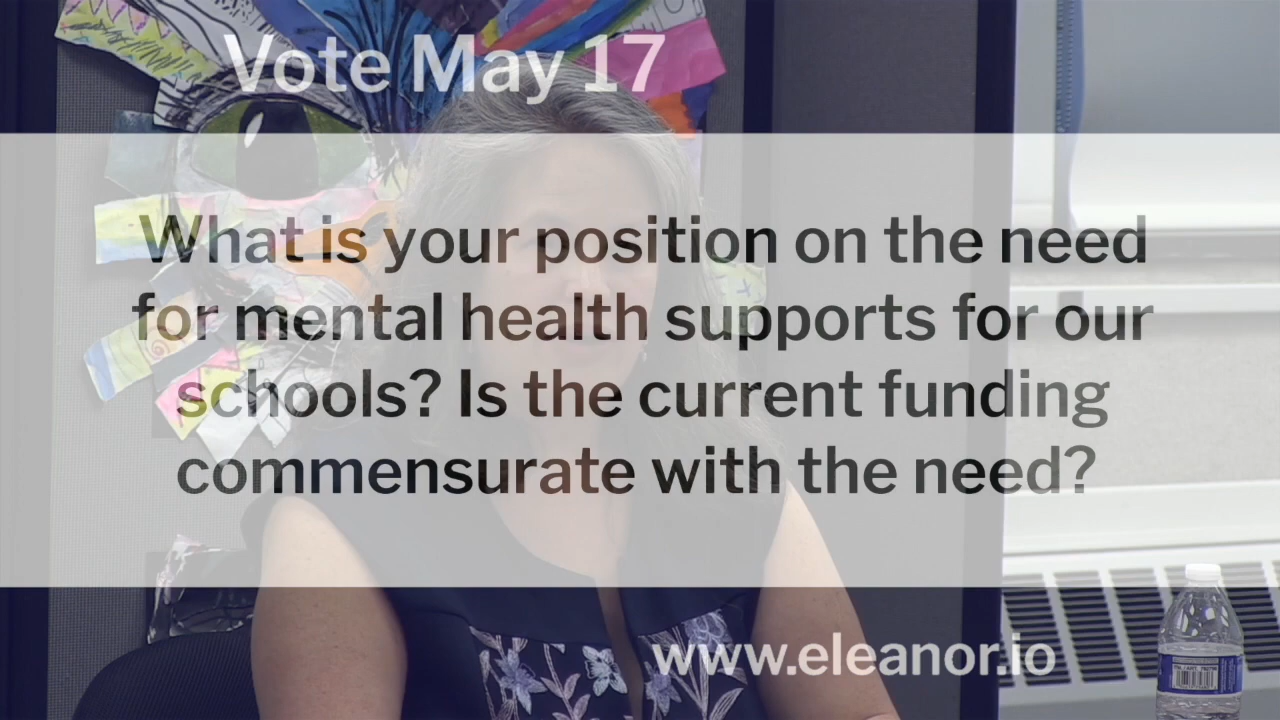 Vote May 17
What is your position on the need
for mental health supports for our
schools? Is the current funding
commensurate with the need?
www.eleanor.io